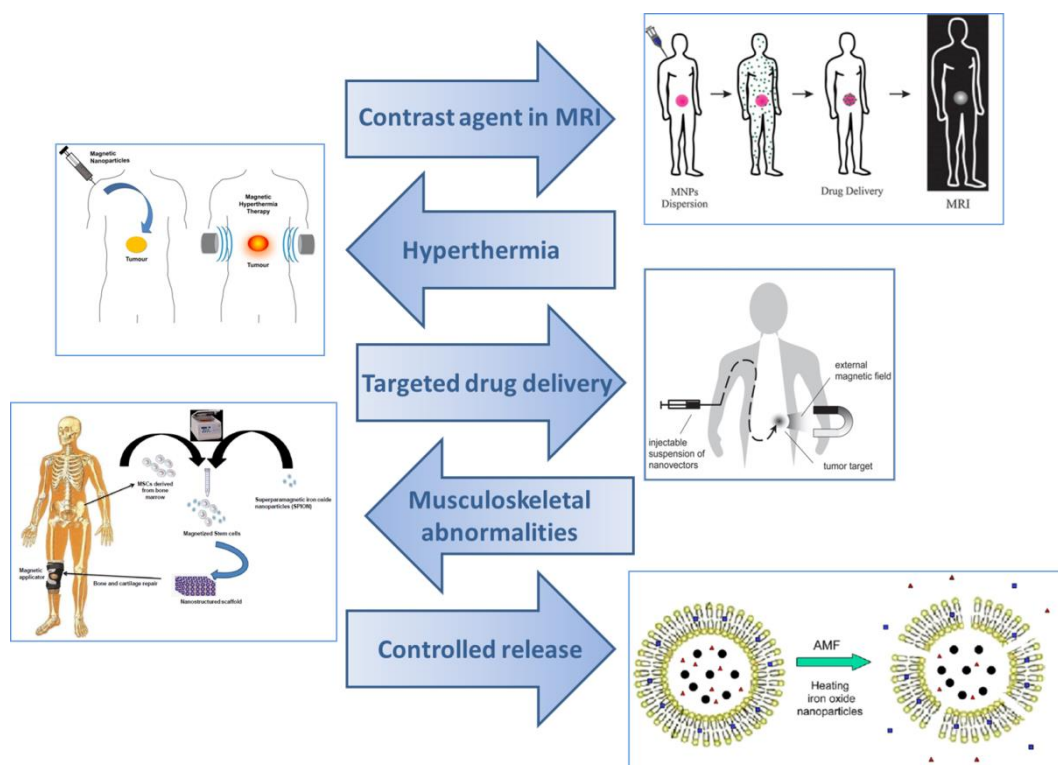 Contrast agent in MRI
MNPs
Dispersion
Drug Delivery
MRI
Magnetic
Nanoparticles
Tumour
Magnetic
Hyperthermia
Therapy
Tumour
Hyperthermia
Targeted drug delivery
external
magnetic field
injectable
suspension of
nanovectors
tumor target
MSCs derived
from bone
marrow
Superparamagnetic iron oxide
nanoparticles (SPION)
Magnetized Stem cells
Magnetic
applicator
Bone and cartilage repair
Nanostructured scaffold
Musculoskeletal
abnormalities
Controlled release
AMF
Heating
iron oxide
nanoparticles